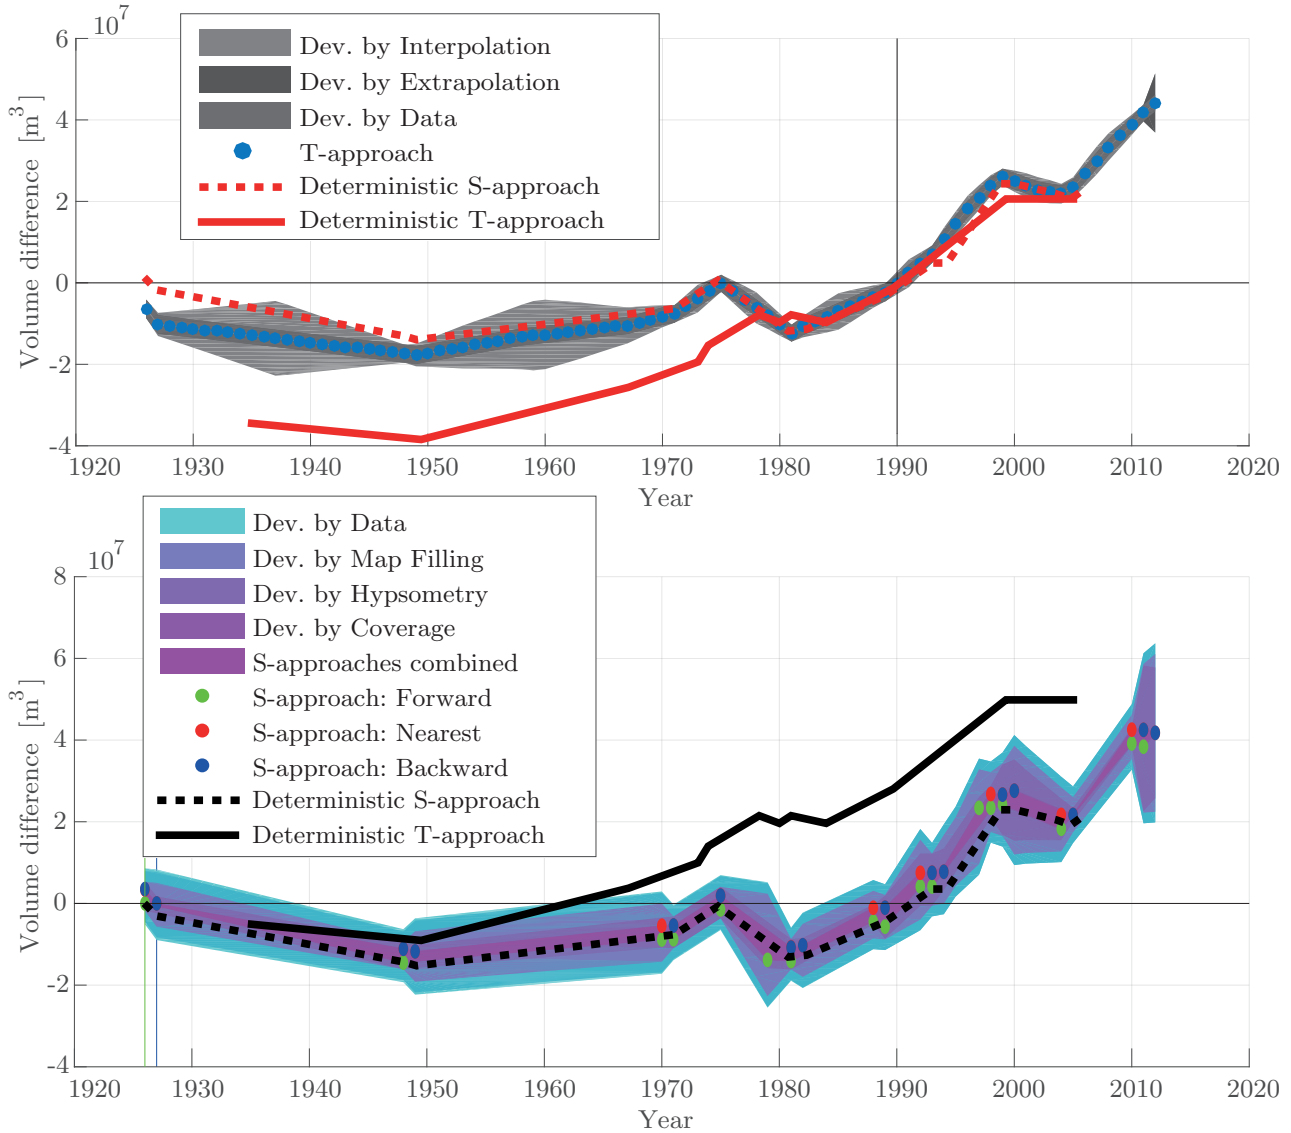 10^7
6
4
2
0
-2
-4
Volume difference [m^3]
Dev. by Interpolation
Dev. by Extrapolation
Dev. by Data
T-approach
Deterministic S-approach
Deterministic T-approach
1920 1930 1940 1950 1960 1970 1980 1990 2000 2010 2020
Year
10^7
8
6
4
2
0
-2
-4
Volume difference [m^3]
Dev. by Data
Dev. by Map Filling
Dev. by Hypsometry
Dev. by Coverage
S-approaches combined
S-approach: Forward
S-approach: Nearest
S-approach: Backward
Deterministic S-approach
Deterministic T-approach
1920 1930 1940 1950 1960 1970 1980 1990 2000 2010 2020
Year